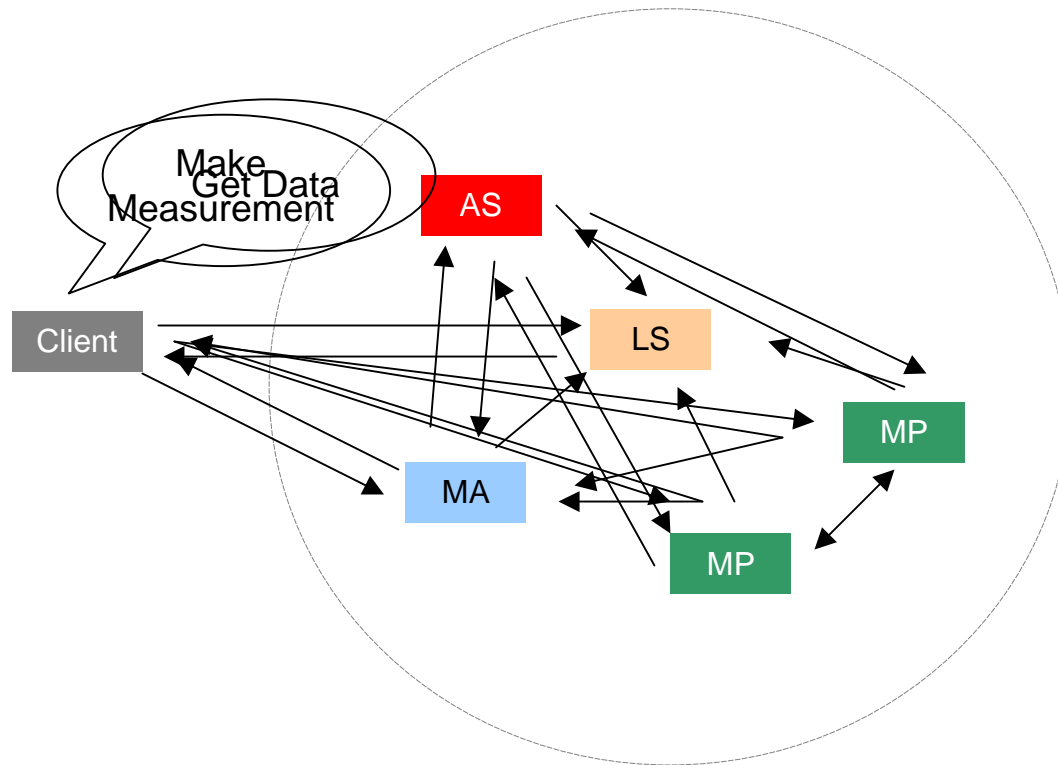 Make
Measurement
Get Data
AS
Client
LS
MP
MA
MP